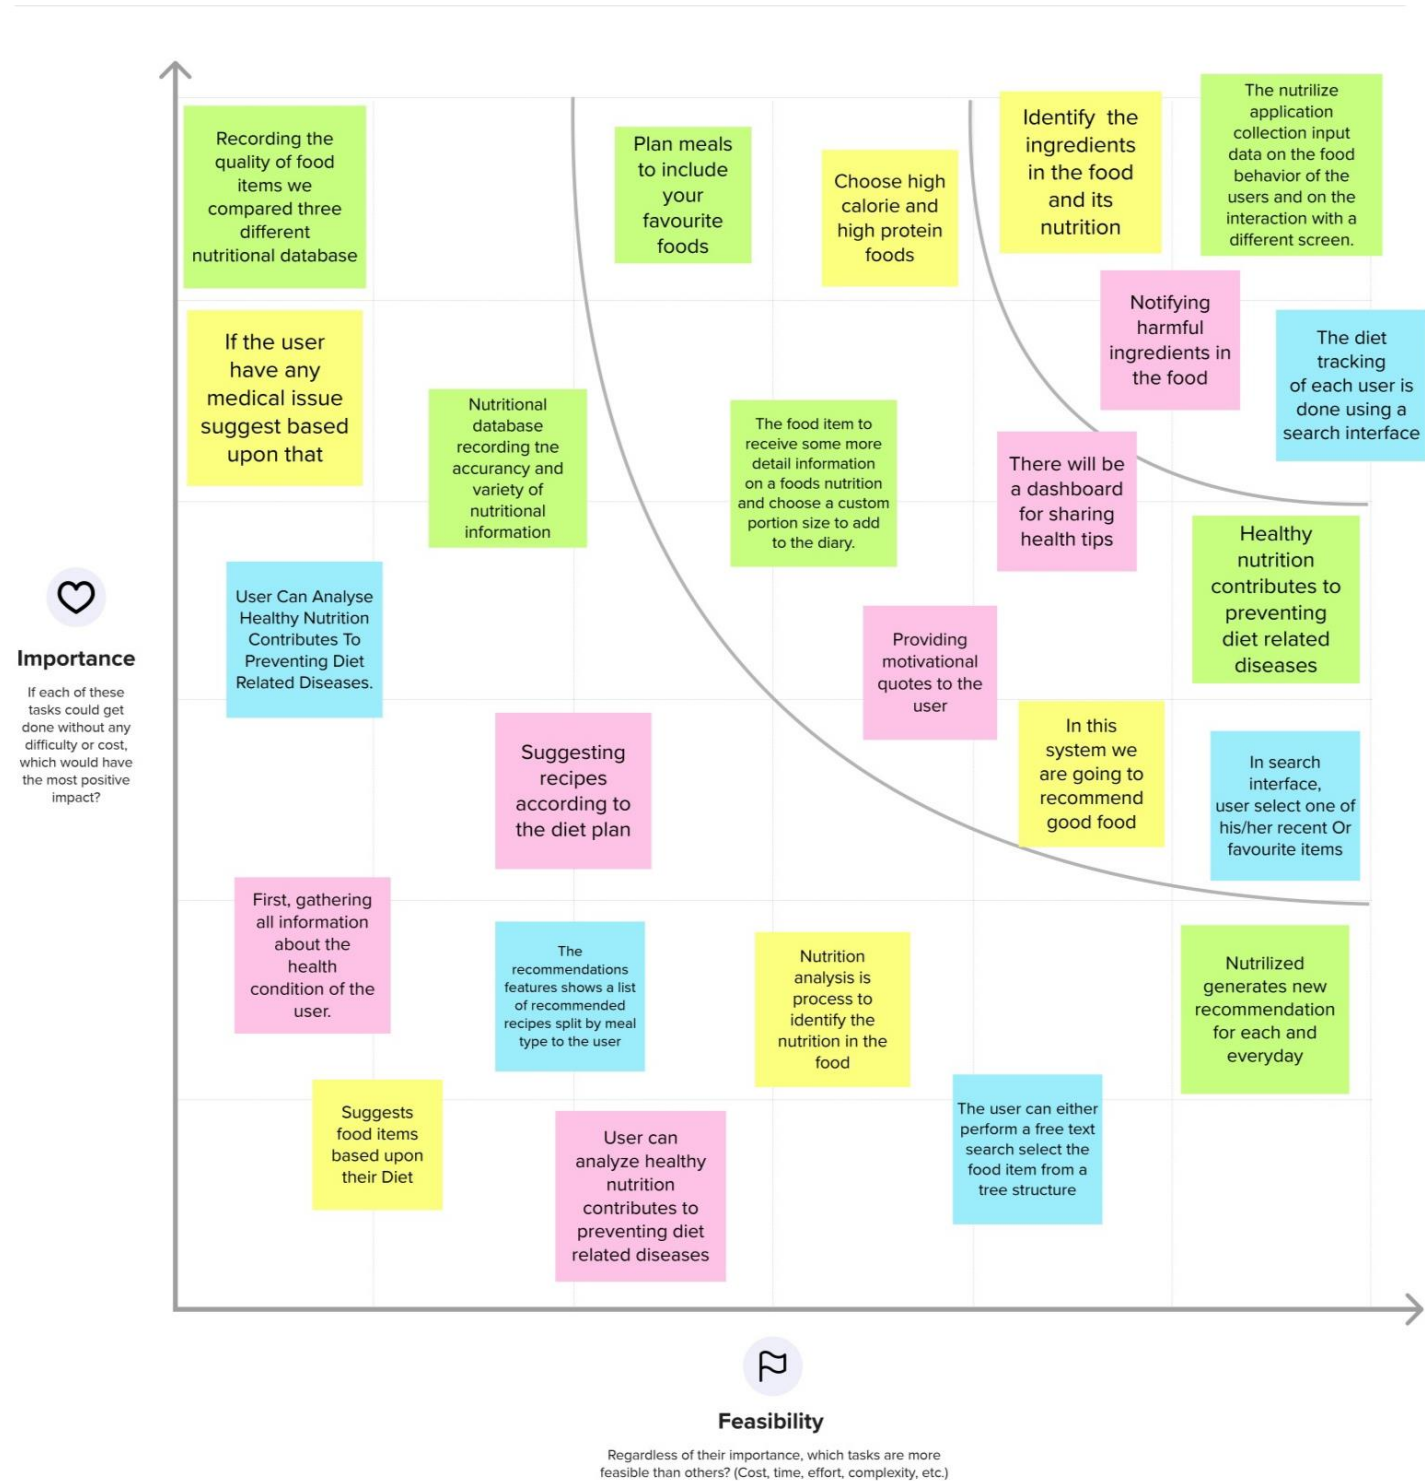 Recording the
quality of food
items we
compared three
different
nutritional database
Plan meals
to include
your
favourite
foods
Choose high
calorie and
high protein
foods
Identify the
ingredients
in the food
and its
nutrition
The nutrilize
application
collection input
data on the food
behavior of the
users and on the
interaction with a
different screen.
If the user
have any
medical issue
suggest based
upon that
Nutritional
database
recording tne
accurancy and
variety of
nutritional
information
The food item to
receive some more
detail information
on a foods nutrition
and choose a custom
portion size to add
to the diary.
Notifying
harmful
ingredients in
the food
The diet
tracking
of each user is
done using a
search interface
There will be
a dashboard
for sharing
health tips
Healthy
nutrition
contributes to
preventing
diet related
diseases
User Can Analyse
Healthy Nutrition
Contributes To
Preventing Diet
Related Diseases.
Providing
motivational
quotes to the
user
Importance
If each of these
tasks could get
done without any
difficulty or cost,
which would have
the most positive
impact?
Suggesting
recipes
according to
the diet plan
In this
system we
are going to
recommend
good food
In search
interface,
user select one of
his/her recent Or
favourite items
First, gathering
all information
about the
health
condition of the
user.
The
recommendations
features shows a list
of recommended
recipes split by meal
type to the user
Nutrition
analysis is
process to
identify the
nutrition in the
food
Nutrilized
generates new
recommendation
for each and
everyday
Suggests
food items
based upon
their Diet
User can
analyze healthy
nutrition
contributes to
preventing diet
related diseases
The user can either
perform a free text
search select the
food item from a
tree structure
Feasibility
Regardless of their importance, which tasks are more
feasible than others? (Cost, time, effort, complexity, etc.)